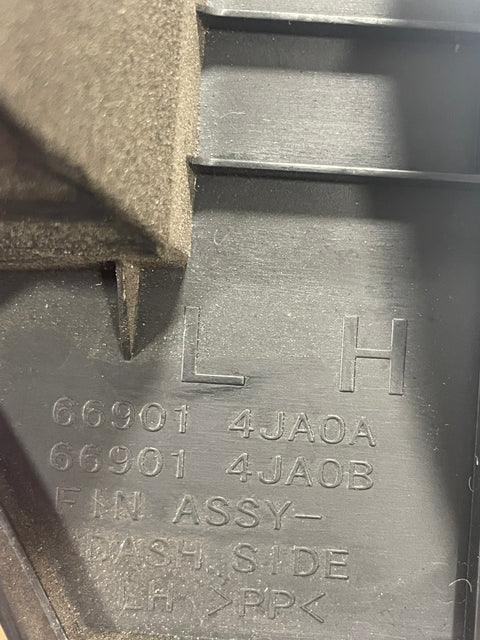 L H
66901 4JA0A
66901 4JA0B
FIN ASSY-
DASH SIDE
LH >PP<